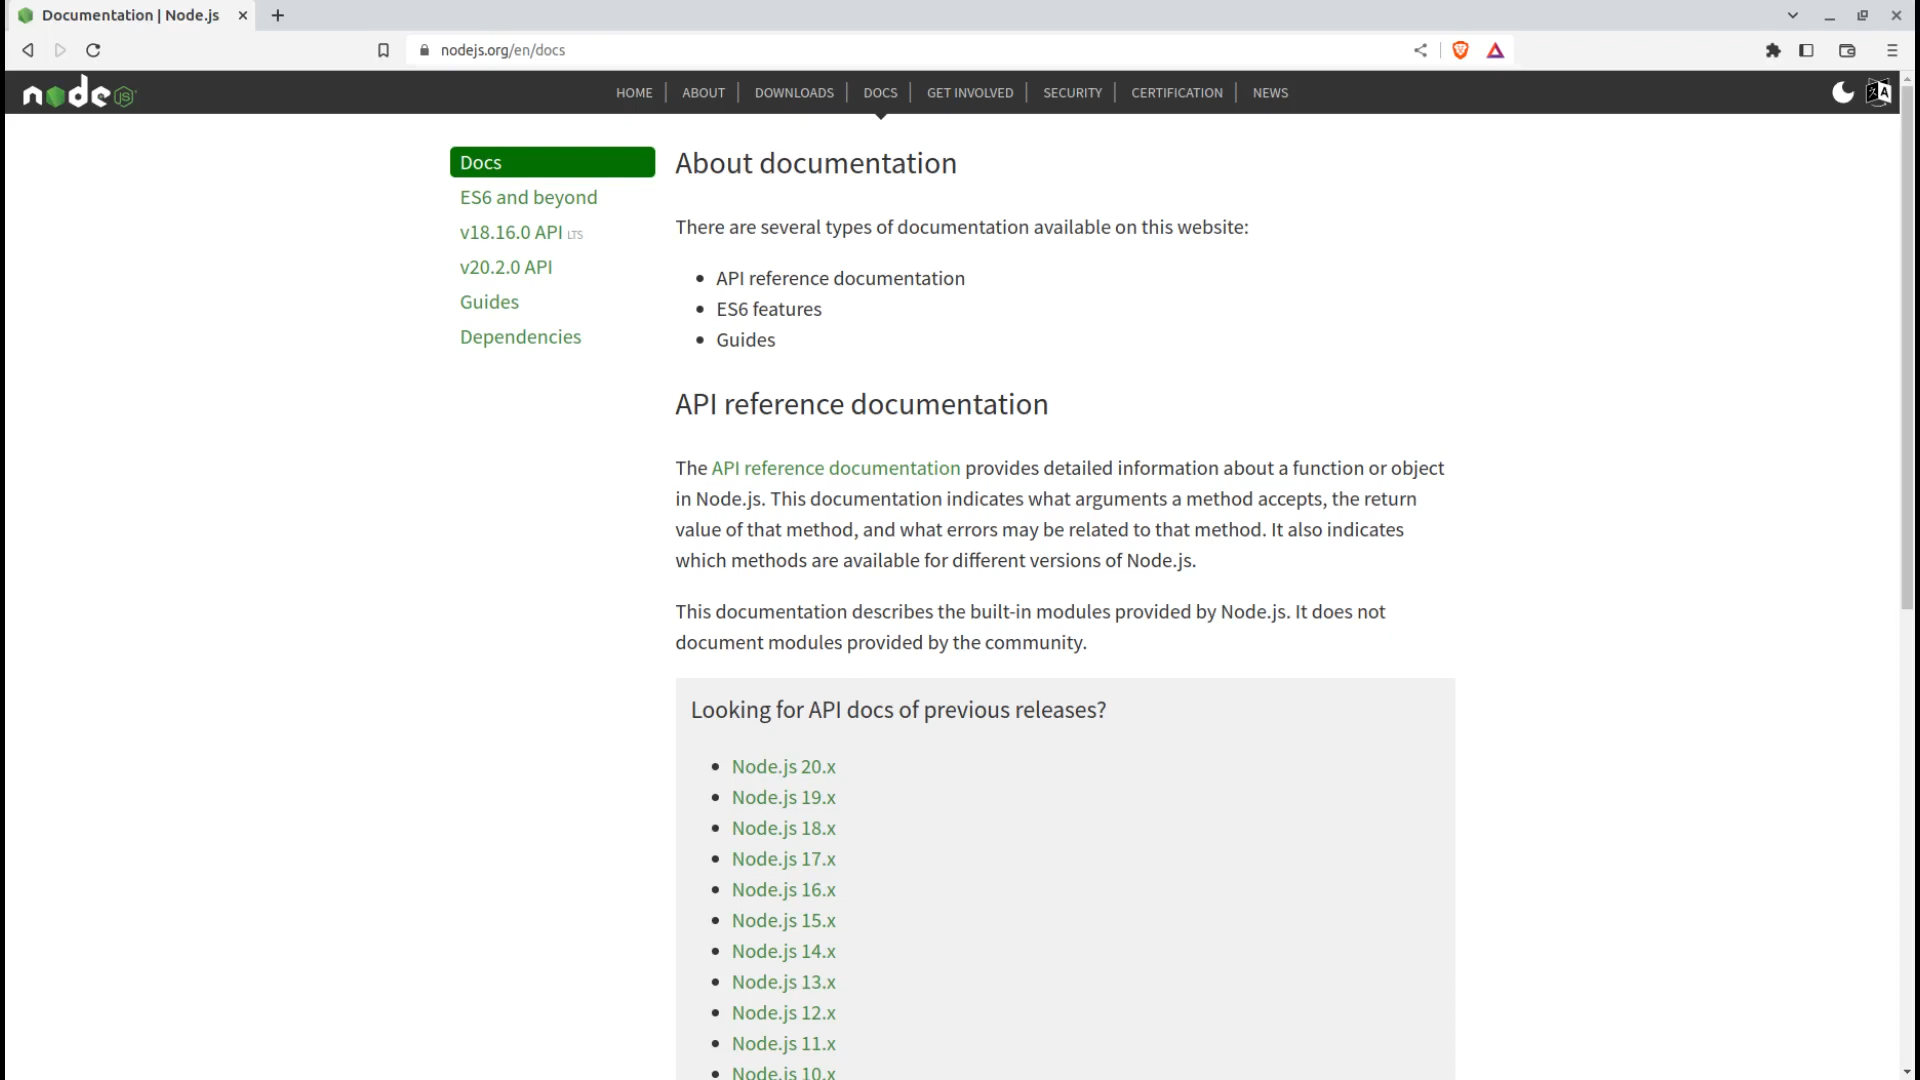 Documentation | Node.js
nodejs.org/en/docs
node JS
HOME | ABOUT | DOWNLOADS | DOCS | GET INVOLVED | SECURITY | CERTIFICATION | NEWS
Docs
ES6 and beyond
v18.16.0 API LTS
v20.2.0 API
Guides
Dependencies
About documentation
There are several types of documentation available on this website:
• API reference documentation
• ES6 features
• Guides
API reference documentation
The API reference documentation provides detailed information about a function or object
in Node.js. This documentation indicates what arguments a method accepts, the return
value of that method, and what errors may be related to that method. It also indicates
which methods are available for different versions of Node.js.
This documentation describes the built-in modules provided by Node.js. It does not
document modules provided by the community.
Looking for API docs of previous releases?
• Node.js 20.x
• Node.js 19.x
• Node.js 18.x
• Node.js 17.x
• Node.js 16.x
• Node.js 15.x
• Node.js 14.x
• Node.js 13.x
• Node.js 12.x
• Node.js 11.x
• Node.js 10.x